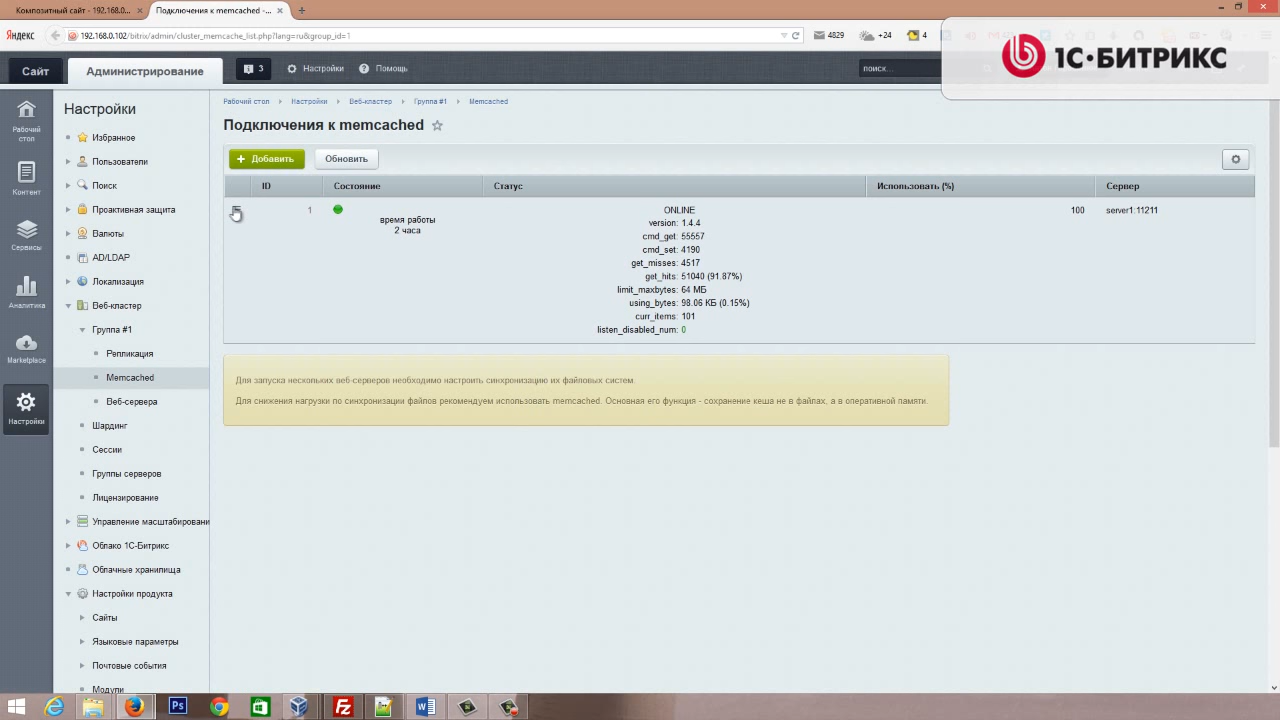 Композитный сайт - 192.168.0...
Подключения к memcached -...
Яндекс
192.168.0.102/bitrix/admin/cluster_memcache_list.php?lang=ru&group_id=1
4829
+24
4
1С·БИТРИКС
Сайт
Администрирование
3
Настройки
Помощь
поиск...
Рабочий стол
Контент
Сервисы
Аналитика
Marketplace
Настройки
Настройки
Избранное
Пользователи
Поиск
Проактивная защита
Валюты
AD/LDAP
Локализация
Веб-кластер
Группа #1
Репликация
Memcached
Веб-сервера
Шардинг
Сессии
Группы серверов
Лицензирование
Управление масштабировани
Облако 1С-Битрикс
Облачные хранилища
Настройки продукта
Сайты
Языковые параметры
Почтовые события
Модули
Рабочий стол Настройки Веб-кластер Группа #1 Memcached
Подключения к memcached
+ Добавить Обновить
ID Состояние Статус Использовать (%) Сервер
1
время работы
2 часа
ONLINE
version: 1.4.4
cmd_get: 55557
cmd_set: 4190
get_misses: 4517
get_hits: 51040 (91.87%)
limit_maxbytes: 64 МБ
using_bytes: 98.06 КБ (0.15%)
curr_items: 101
listen_disabled_num: 0
100
server1:11211
Для запуска нескольких веб-серверов необходимо настроить синхронизацию их файловых систем.
Для снижения нагрузки по синхронизации файлов рекомендуем использовать memcached. Основная его функция - сохранение кеша не в файлах, а в оперативной памяти.